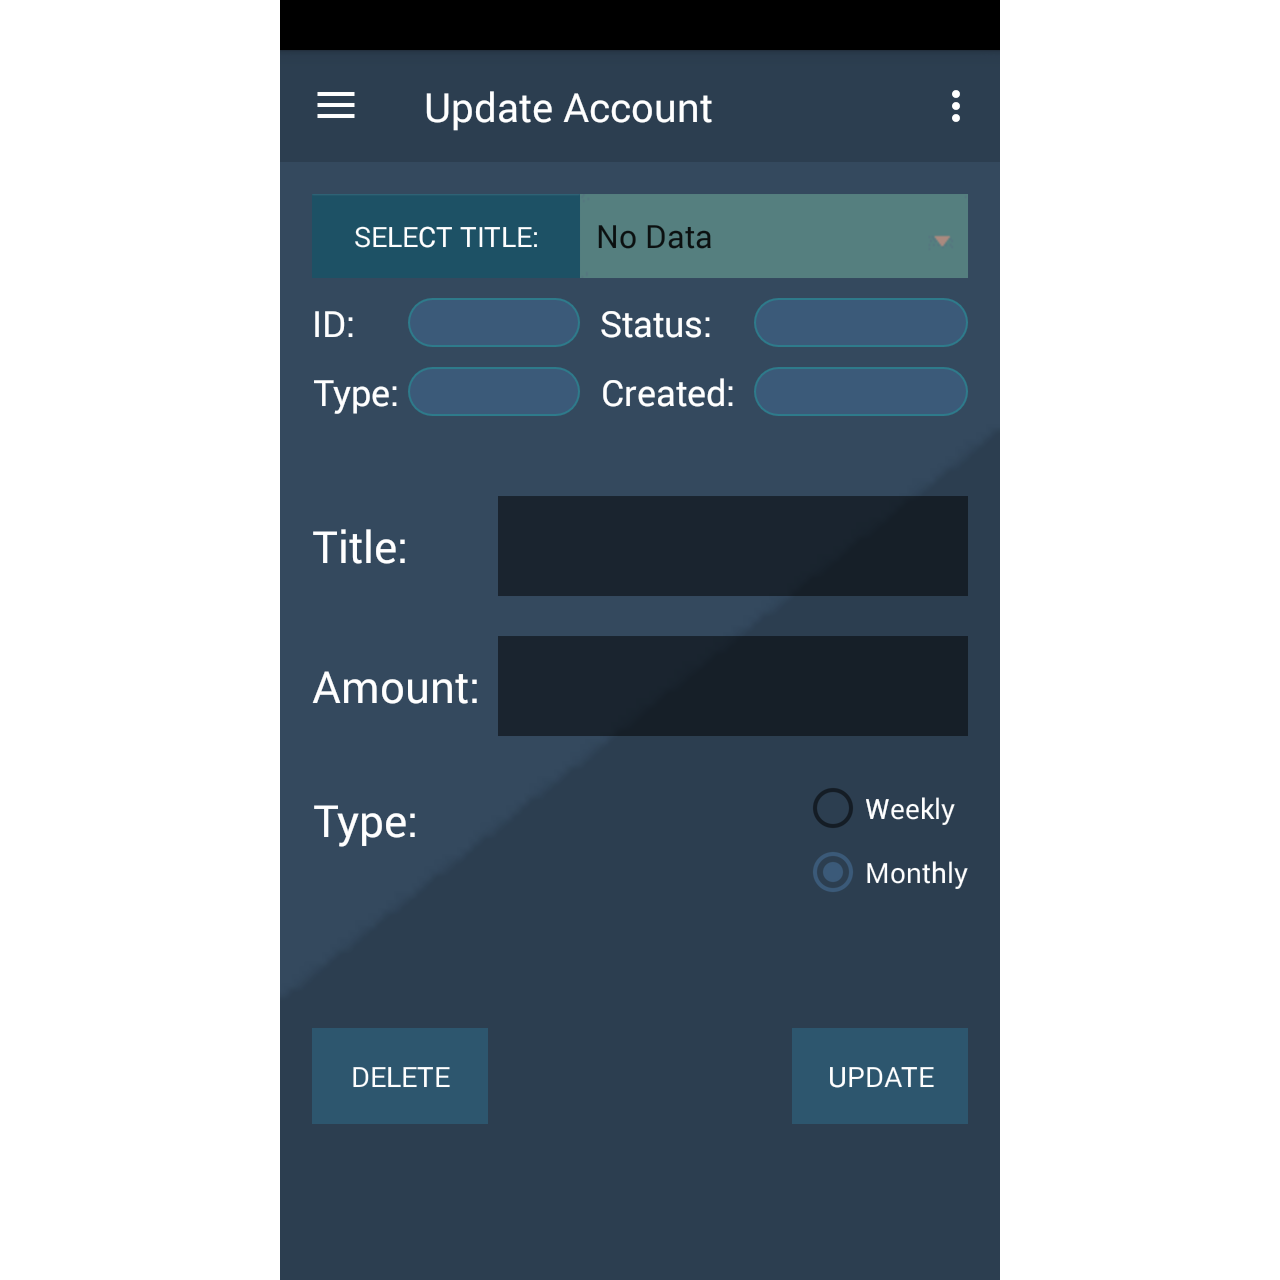 Update Account
SELECT TITLE: No Data
ID: Status:
Type: Created:
Title:
Amount:
Type: Weekly
Monthly
DELETE UPDATE